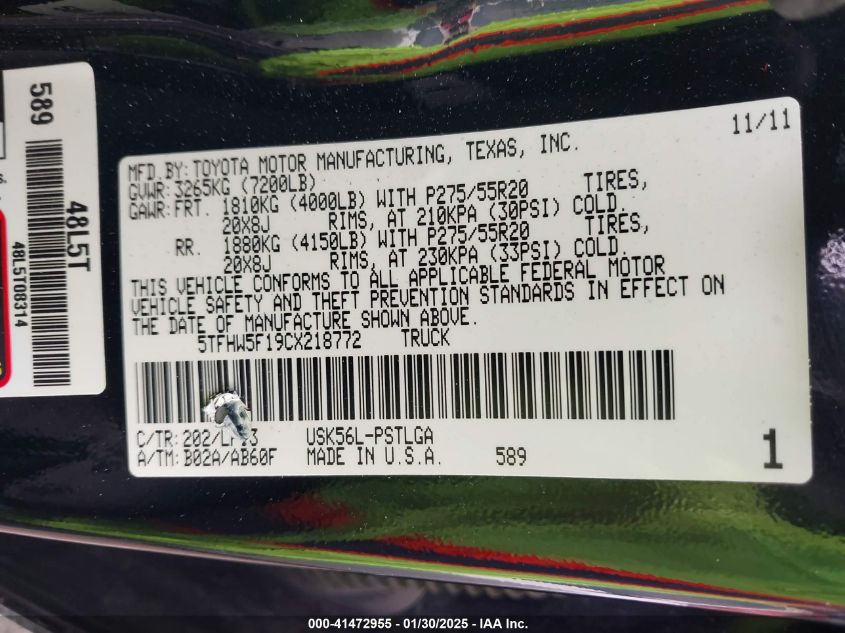 589
48L5T
48L5T08314
11/11
MFD.BY:TOYOTA MOTOR MANUFACTURING, TEXAS, INC.
GVWR:3265KG (7200LB)
GAWR:FRT. 1810KG (4000LB) WITH P275/55R20 TIRES,
20X8J RIMS, AT 210KPA (30PSI) COLD.
RR. 1880KG (4150LB) WITH P275/55R20 TIRES,
20X8J RIMS, AT 230KPA (33PSI) COLD.
THIS VEHICLE CONFORMS TO ALL APPLICABLE FEDERAL MOTOR
VEHICLE SAFETY AND THEFT PREVENTION STANDARDS IN EFFECT ON
THE DATE OF MANUFACTURE SHOWN ABOVE.
5TFHW5F19CX218772 TRUCK
C/TR:202/ USK56L-PSTLGA
A/TM:B02A/AB60F MADE IN U.S.A. 589
1
000-41472955 - 01/30/2025 - IAA Inc.